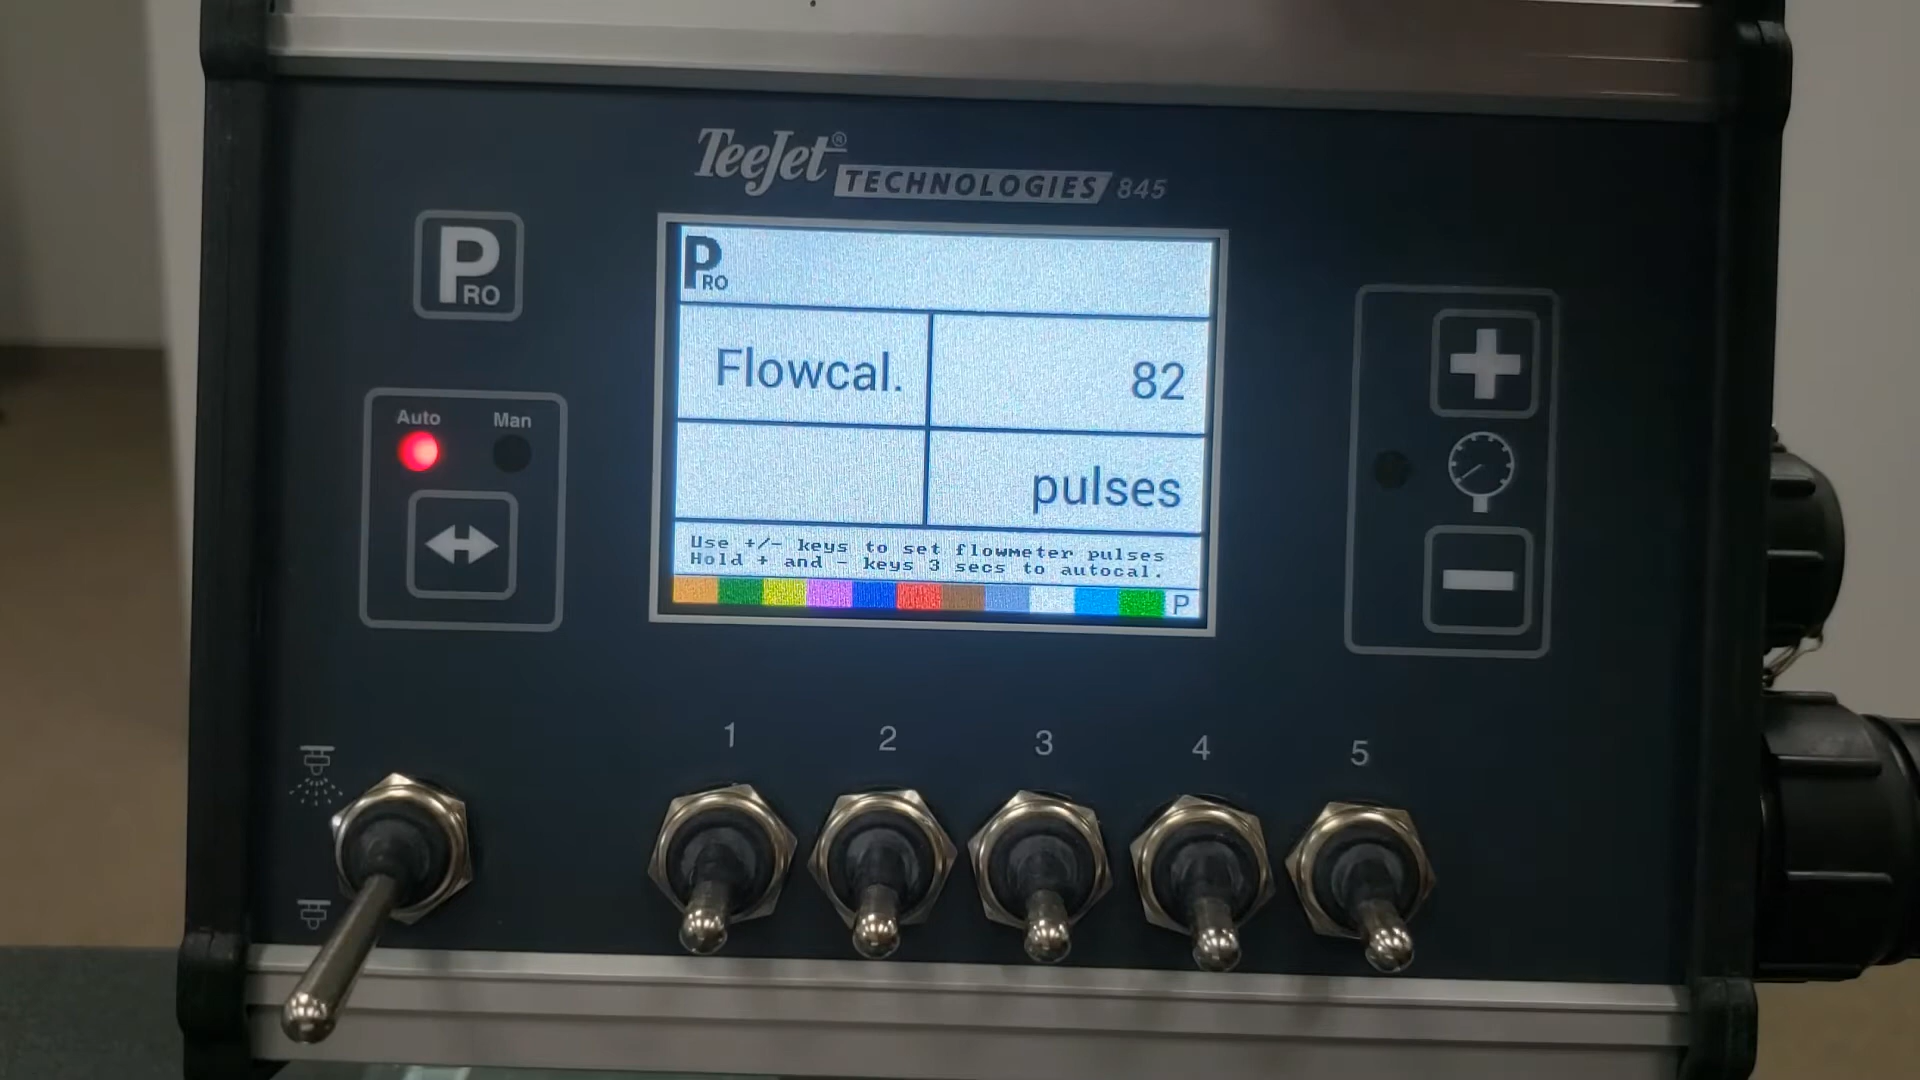 TeeJet®
TECHNOLOGIES 845
PRO
PRO
Flowcal. 82
pulses
Auto Man
Use +/- keys to set flowmeter pulses
Hold + and - keys 3 secs to autocal.
P
1 2 3 4 5